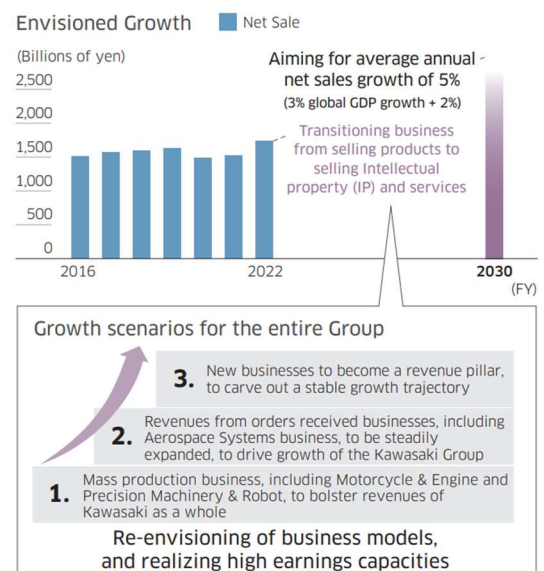 Envisioned Growth
Net Sale
(Billions of yen)
2,500
2,000
1,500
1,000
500
0
2016
2022
2030
(FY)
Aiming for average annual
net sales growth of 5%
(3% global GDP growth + 2%)
Transitioning business
from selling products to
selling Intellectual
property (IP) and services
Growth scenarios for the entire Group
3. New businesses to become a revenue pillar,
to carve out a stable growth trajectory
2. Revenues from orders received businesses, including
Aerospace Systems business, to be steadily
expanded, to drive growth of the Kawasaki Group
1. Mass production business, including Motorcycle & Engine and
Precision Machinery & Robot, to bolster revenues of
Kawasaki as a whole
Re-envisioning of business models,
and realizing high earnings capacities